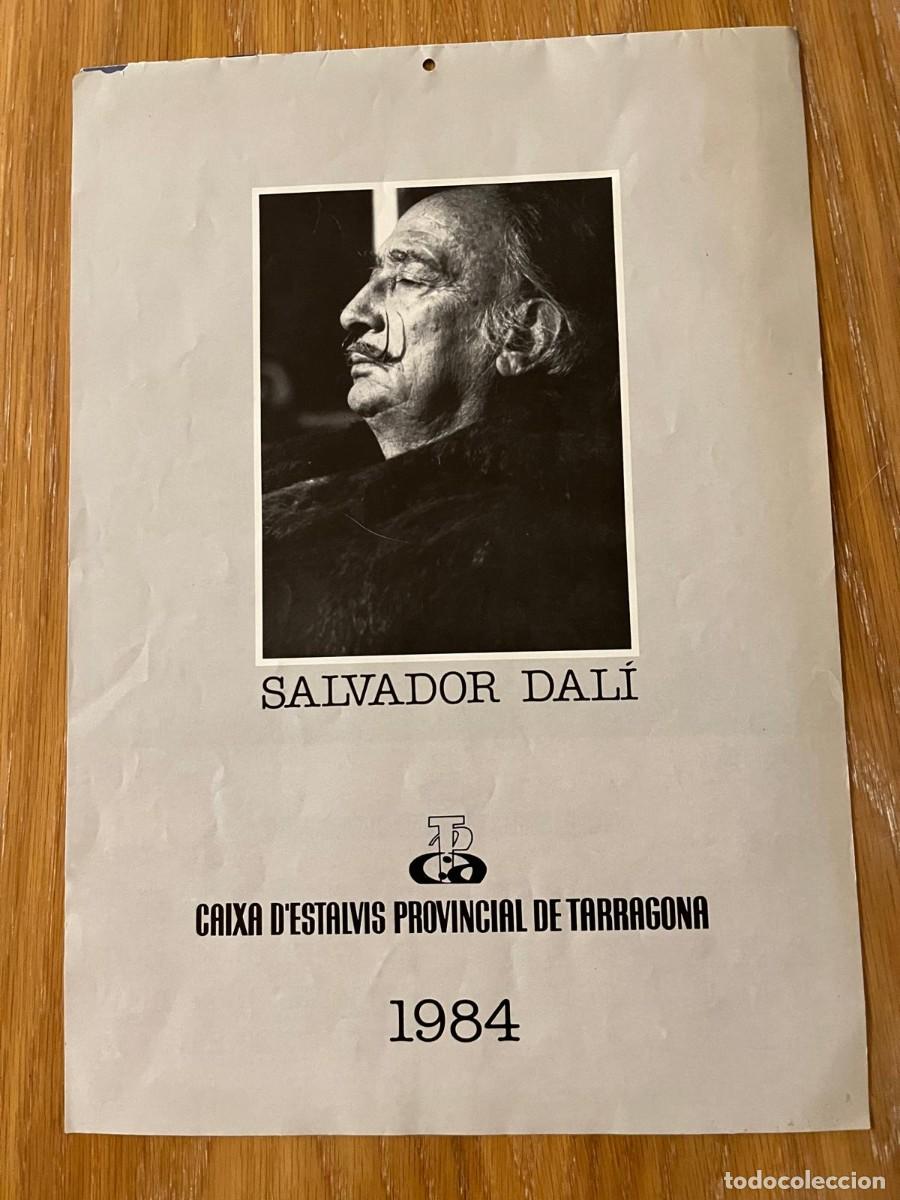 SALVADOR DALÍ
CAIXA D'ESTALVIS PROVINCIAL DE TARRAGONA
1984
todocoleccion